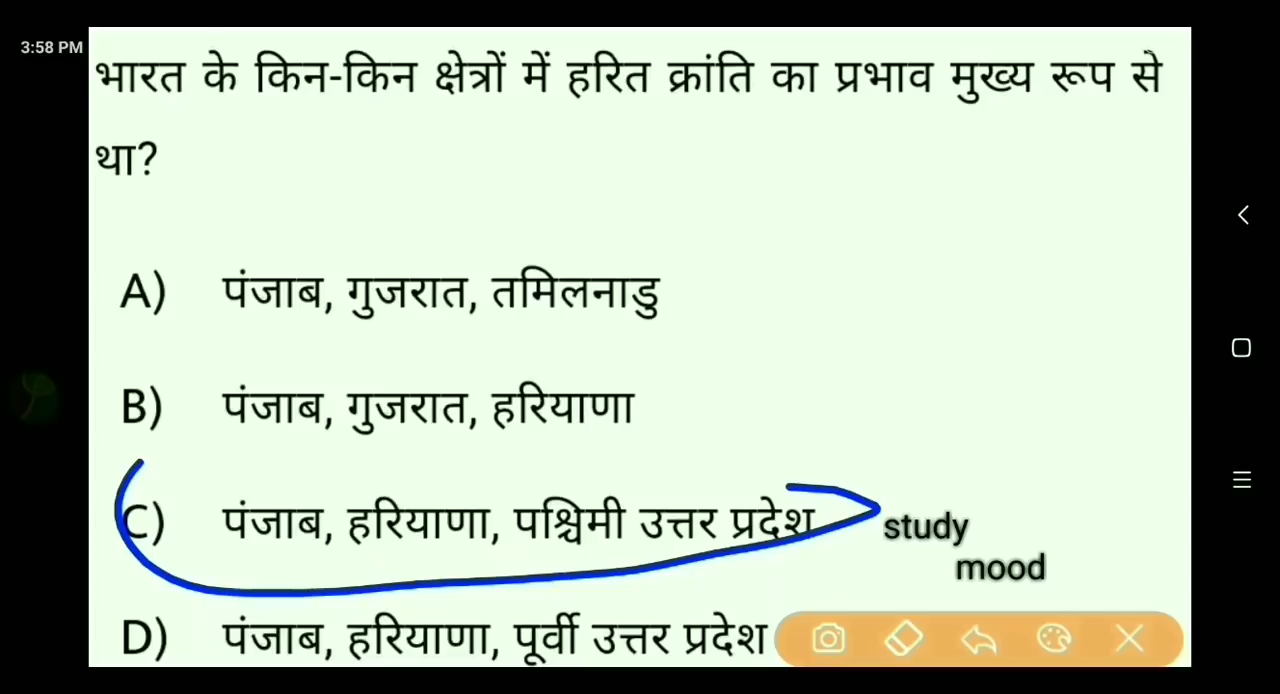 3:58 PM
भारत के किन-किन क्षेत्रों में हरित क्रांति का प्रभाव मुख्य रूप से
था?
A) पंजाब, गुजरात, तमिलनाडु
B) पंजाब, गुजरात, हरियाणा
C) पंजाब, हरियाणा, पश्चिमी उत्तर प्रदेश
study
mood
D) पंजाब, हरियाणा, पूर्वी उत्तर प्रदेश